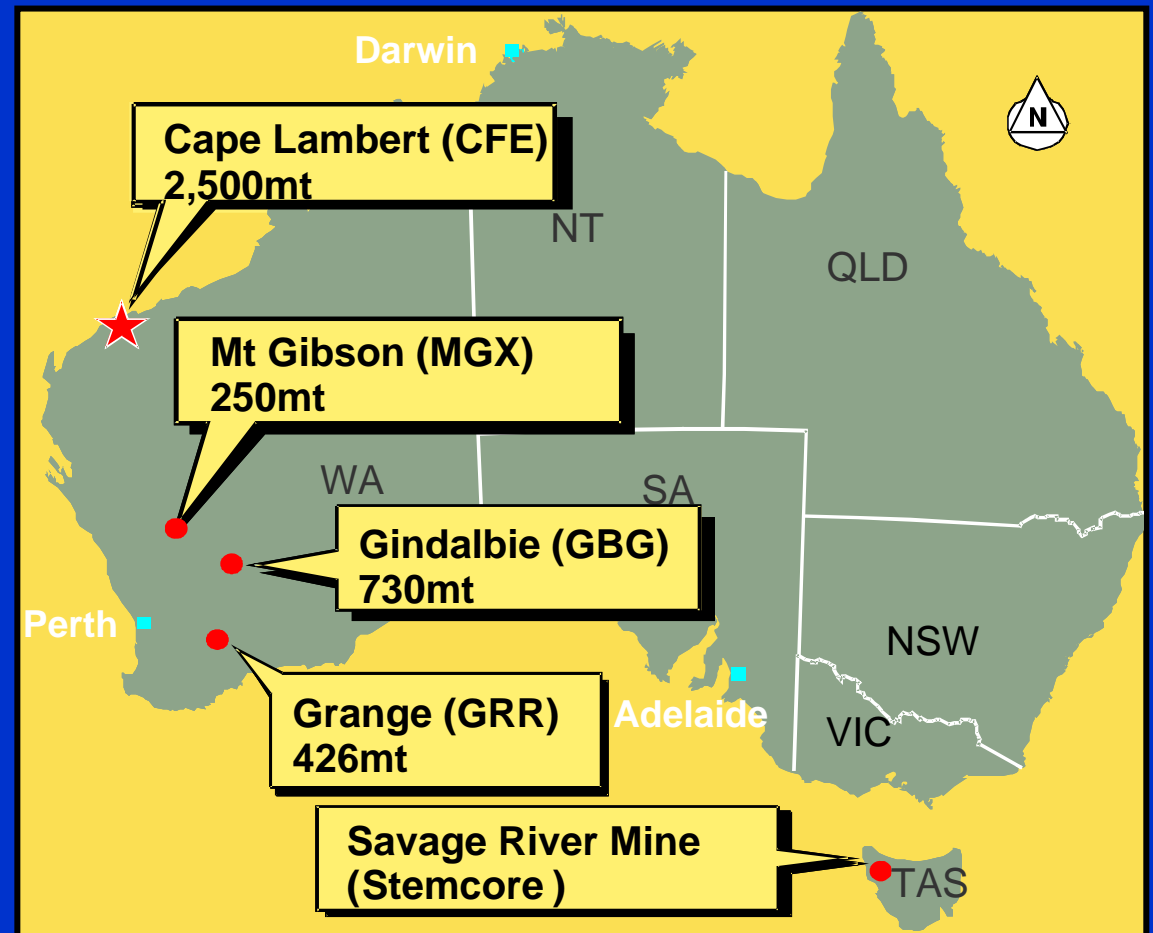 Darwin
N
Cape Lambert (CFE)
2,500mt
NT
QLD
Mt Gibson (MGX)
250mt
WA
SA
Gindalbie (GBG)
730mt
Perth
NSW
Grange (GRR)
426mt
Adelaide
VIC
Savage River Mine
(Stemcore )
TAS